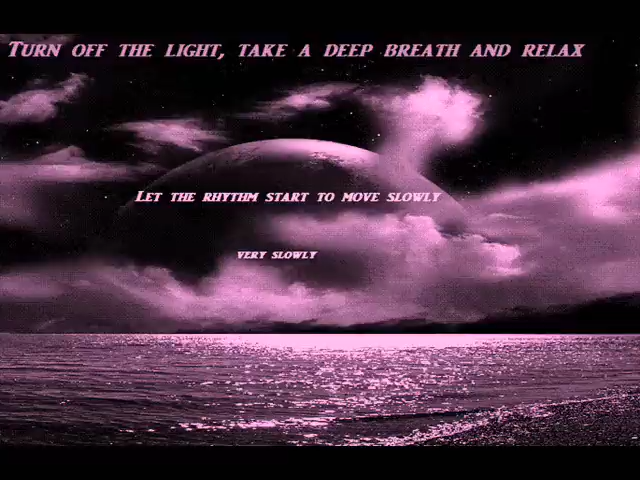 Turn off the light, take a deep breath and relax
Let the rhythm start to move slowly
very slowly